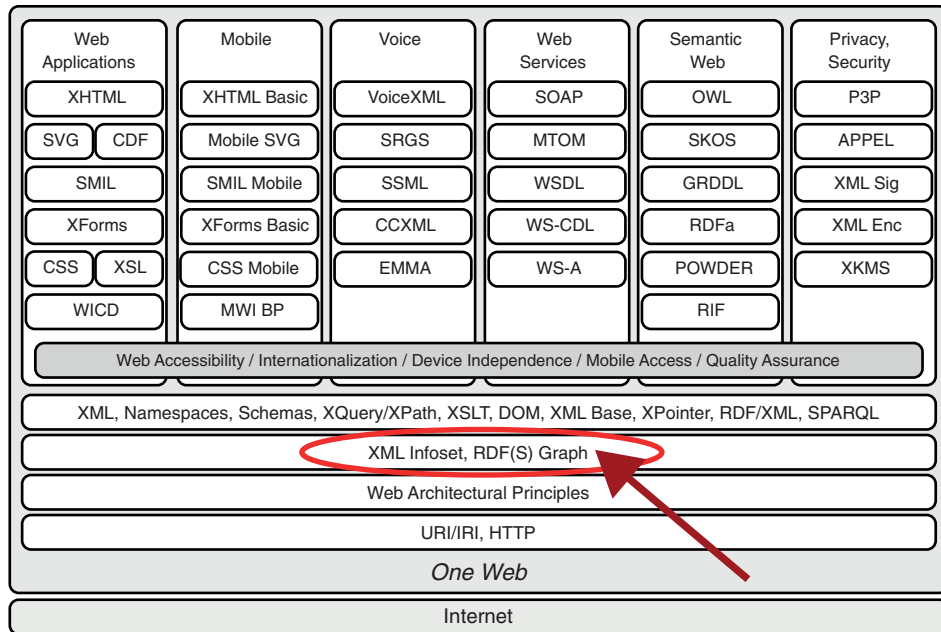 Web
Applications
XHTML
SVG CDF
SMIL
XForms
CSS XSL
WICD
Mobile
XHTML Basic
Mobile SVG
SMIL Mobile
XForms Basic
CSS Mobile
MWI BP
Voice
VoiceXML
SRGS
SSML
CCXML
EMMA
Web
Services
SOAP
MTOM
WSDL
WS-CDL
WS-A
Semantic
Web
OWL
SKOS
GRDDL
RDFa
POWDER
RIF
Privacy,
Security
P3P
APPEL
XML Sig
XML Enc
XKMS
Web Accessibility / Internationalization / Device Independence / Mobile Access / Quality Assurance
XML, Namespaces, Schemas, XQuery/XPath, XSLT, DOM, XML Base, XPointer, RDF/XML, SPARQL
XML Infoset, RDF(S) Graph
Web Architectural Principles
URI/IRI, HTTP
One Web
Internet